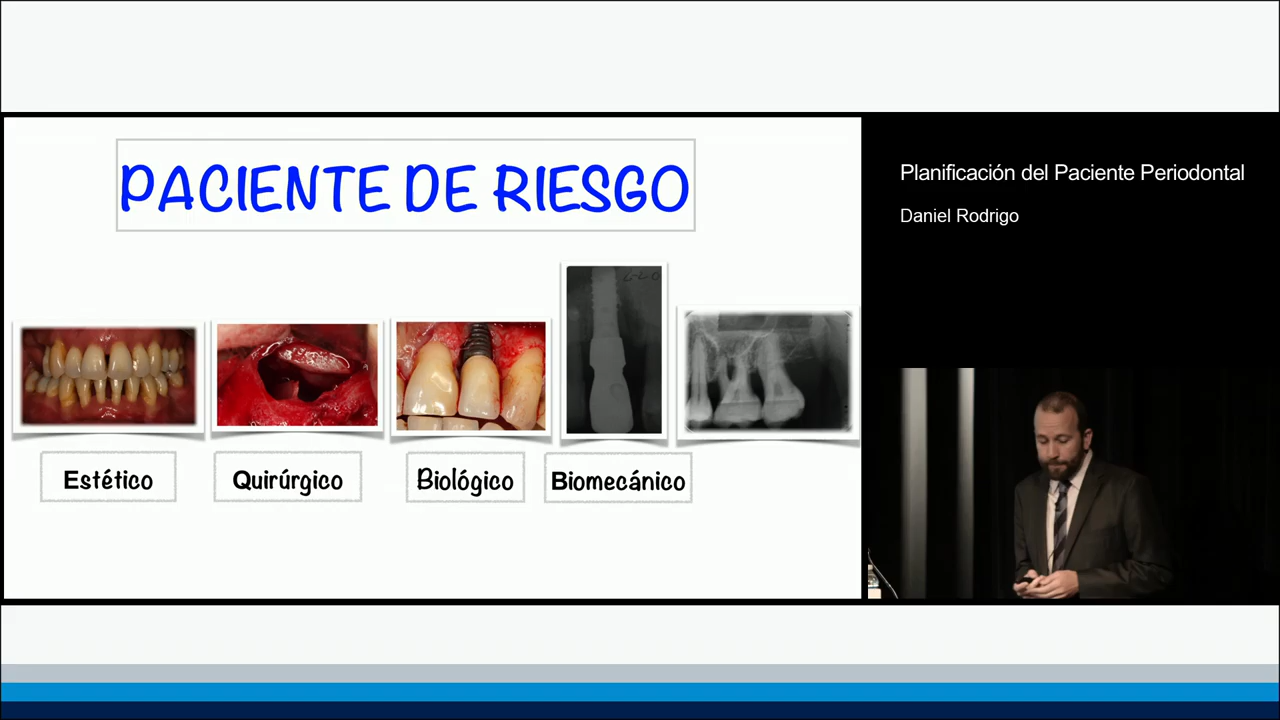 PACIENTE DE RIESGO
Estético
Quirúrgico
Biológico
Biomecánico
Planificación del Paciente Periodontal
Daniel Rodrigo